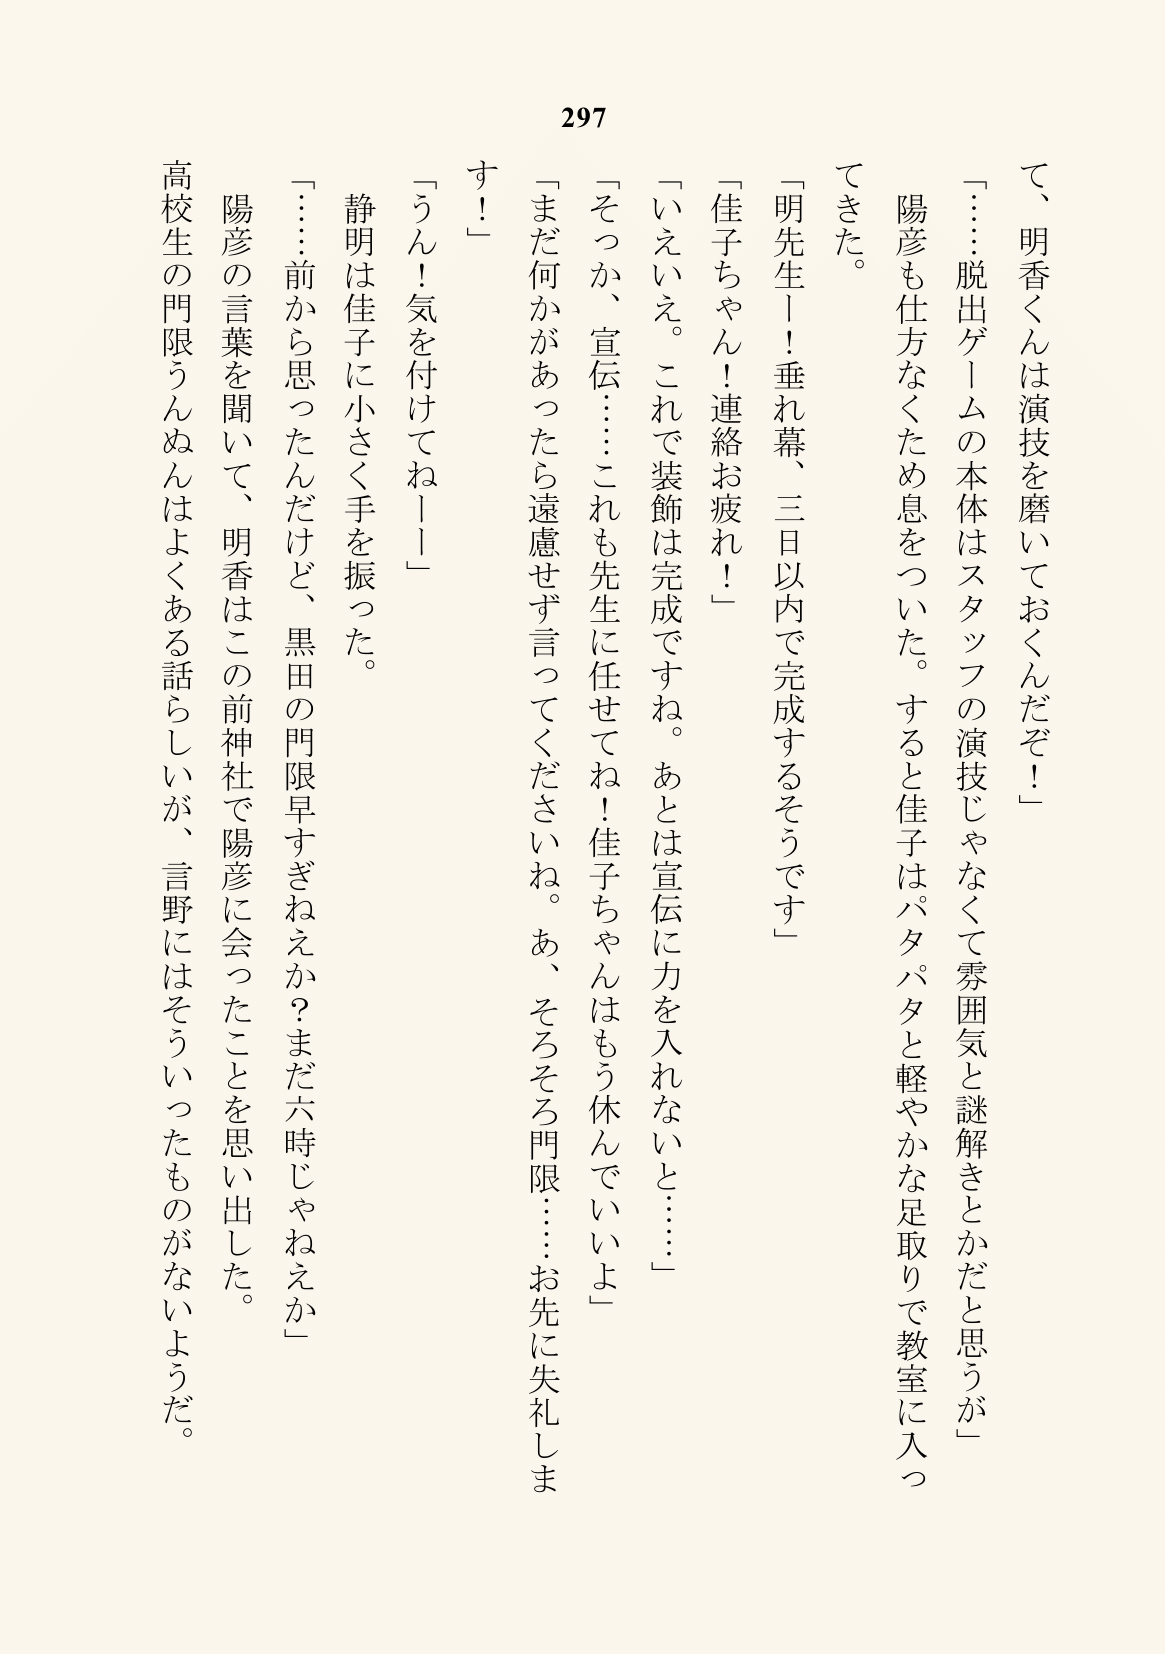 297
て、明香くんは演技を磨いておくんだぞ！」
「……脱出ゲームの本体はスタッフの演技じゃなくて雰囲気と謎解きとかだと思うが」
　陽彦も仕方なくため息をついた。すると佳子はパタパタと軽やかな足取りで教室に入っ
てきた。
「明先生ー！垂れ幕、三日以内で完成するそうです」
「佳子ちゃん！連絡お疲れ！」
「いえいえ。これで装飾は完成ですね。あとは宣伝に力を入れないと……」
「そっか、宣伝……これも先生に任せてね！佳子ちゃんはもう休んでいいよ」
「まだ何かがあったら遠慮せず言ってくださいね。あ、そろそろ門限……お先に失礼しま
す！」
「うん！気を付けてねーー」
　静明は佳子に小さく手を振った。
「……前から思ったんだけど、黒田の門限早すぎねえか？まだ六時じゃねえか」
　陽彦の言葉を聞いて、明香はこの前神社で陽彦に会ったことを思い出した。
高校生の門限うんぬんはよくある話らしいが、言野にはそういったものがないようだ。